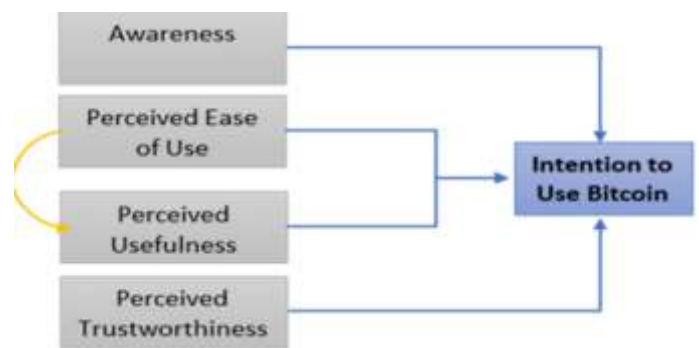 Awareness
Perceived Ease
of Use
Perceived
Usefulness
Perceived
Trustworthiness
Intention to
Use Bitcoin